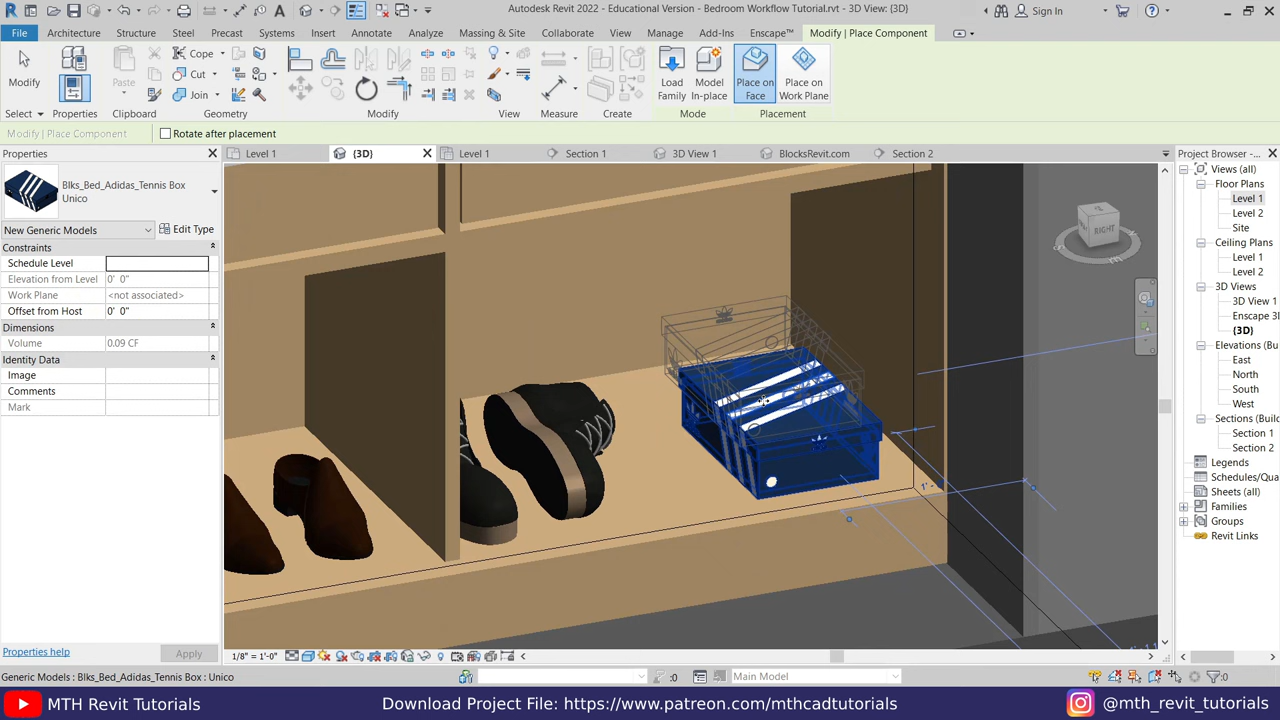 Autodesk Revit 2022 - Educational Version - Bedroom Workflow Tutorial.rvt - 3D View: {3D}
Sign In
File Architecture Structure Steel Precast Systems Insert Annotate Analyze Massing & Site Collaborate View Manage Add-Ins Enscape™ Modify | Place Component
Modify Paste Cope Cut Join Load Family Model In-place Place on Face Place on Work Plane
Select Properties Clipboard Geometry Modify View Measure Create Mode Placement
Modify | Place Component Rotate after placement
Properties
Level 1 {3D} Level 1 Section 1 3D View 1 BlocksRevit.com Section 2
Project Browser -...
Blks_Bed_Adidas_Tennis Box
Unico
New Generic Models Edit Type
Constraints
Schedule Level
Elevation from Level 0' 0"
Work Plane <not associated>
Offset from Host 0' 0"
Dimensions
Volume 0.09 CF
Identity Data
Image
Comments
Mark
Properties help Apply
RIGHT
Views (all)
Floor Plans
Level 1
Level 2
Site
Ceiling Plans
Level 1
Level 2
3D Views
3D View 1
Enscape 3I
{3D}
Elevations (Bu
East
North
South
West
Sections (Build
Section 1
Section 2
Legends
Schedules/Qua
Sheets (all)
Families
Groups
Revit Links
1/8" = 1'-0"
Generic Models : Blks_Bed_Adidas_Tennis Box : Unico
:0 Main Model :0
MTH Revit Tutorials Download Project File: https://www.patreon.com/mthcadtutorials @mth_revit_tutorials